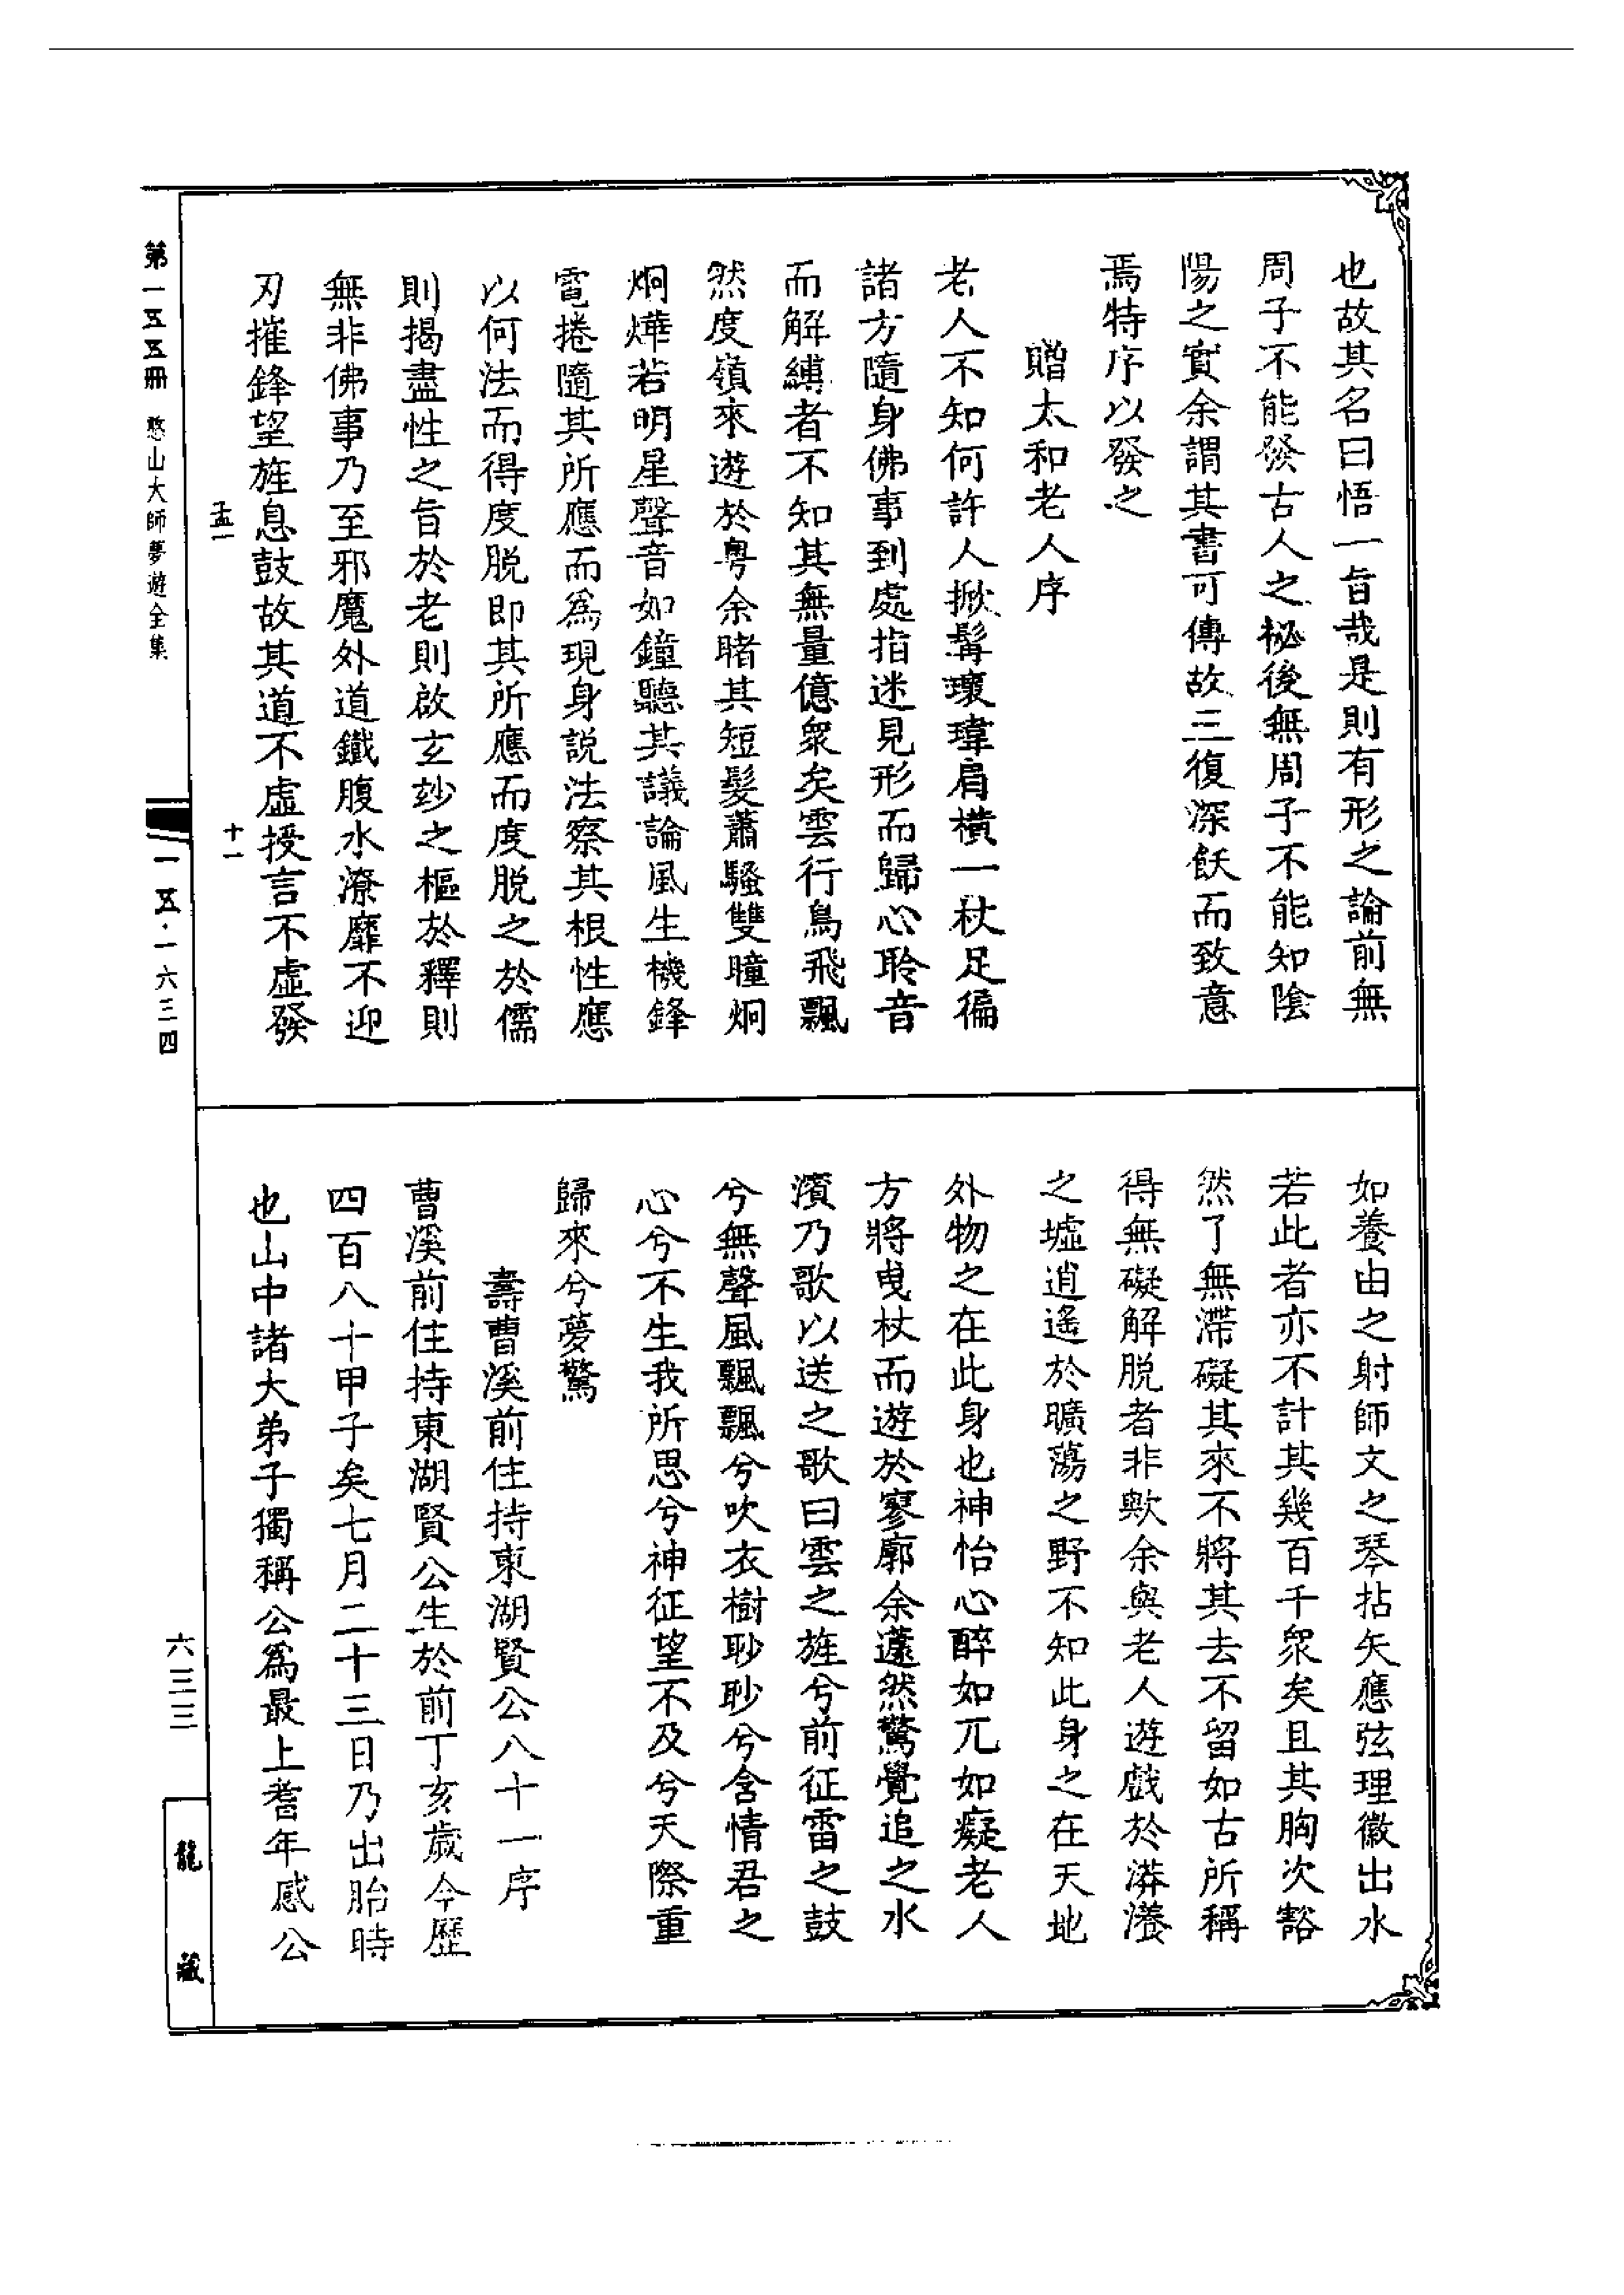 也故其名曰悟一旨哉是則有形之論前無
周子不能發古人之祕後無周子不能知陰
陽之實余謂其書可傳故三復深飫而致意
焉特序以發之
贈太和老人序
老人不知何許人掀髯瓌瑋肩橫一杖足徧
諸方隨身佛事到處指迷見形而歸心聆音
而解縛者不知其無量億眾矣雲行鳥飛飄
然度嶺來遊於粵余睹其短髮蕭騷雙瞳炯
炯燁若明星聲音如鐘聽其議論風生機鋒
電捲隨其所應而為現身說法察其根性應
以何法而得度脫即其所應而度脫之於儒
則揭盡性之旨於老則啟玄玅之樞於釋則
無非佛事乃至邪魔外道鐵腹水潦靡不迎
刃摧鋒望旌息鼓故其道不虛授言不虛發
如養由之射師文之琴拈矢應弦理徽出水
若此者亦不計其幾百千眾矣且其胸次豁
然了無滯礙其來不將其去不留如古所稱
得無礙解脫者非歟余與老人遊戲於漭瀁
之墟逍遙於曠蕩之野不知此身之在天地
外物之在此身也神怡心醉如兀如癡老人
方將曳杖而遊於寥廓余蘧然驚覺追之水
濱乃歌以送之歌曰雲之旌兮前征雷之鼓
兮無聲風飄飄兮吹衣樹眇眇兮含情君之
心兮不生我所思兮神征望不及兮天際重
歸來兮夢驚
壽曹溪前住持東湖賢公八十一序
曹溪前住持東湖賢公生於前丁亥歲今歷
四百八十甲子矣七月二十三日乃出胎時
也山中諸大弟子獨稱公為最上耆年感公
孟一
十一
第一五五冊 憨山大師夢遊全集
一五·一六三四
六三三
龍藏